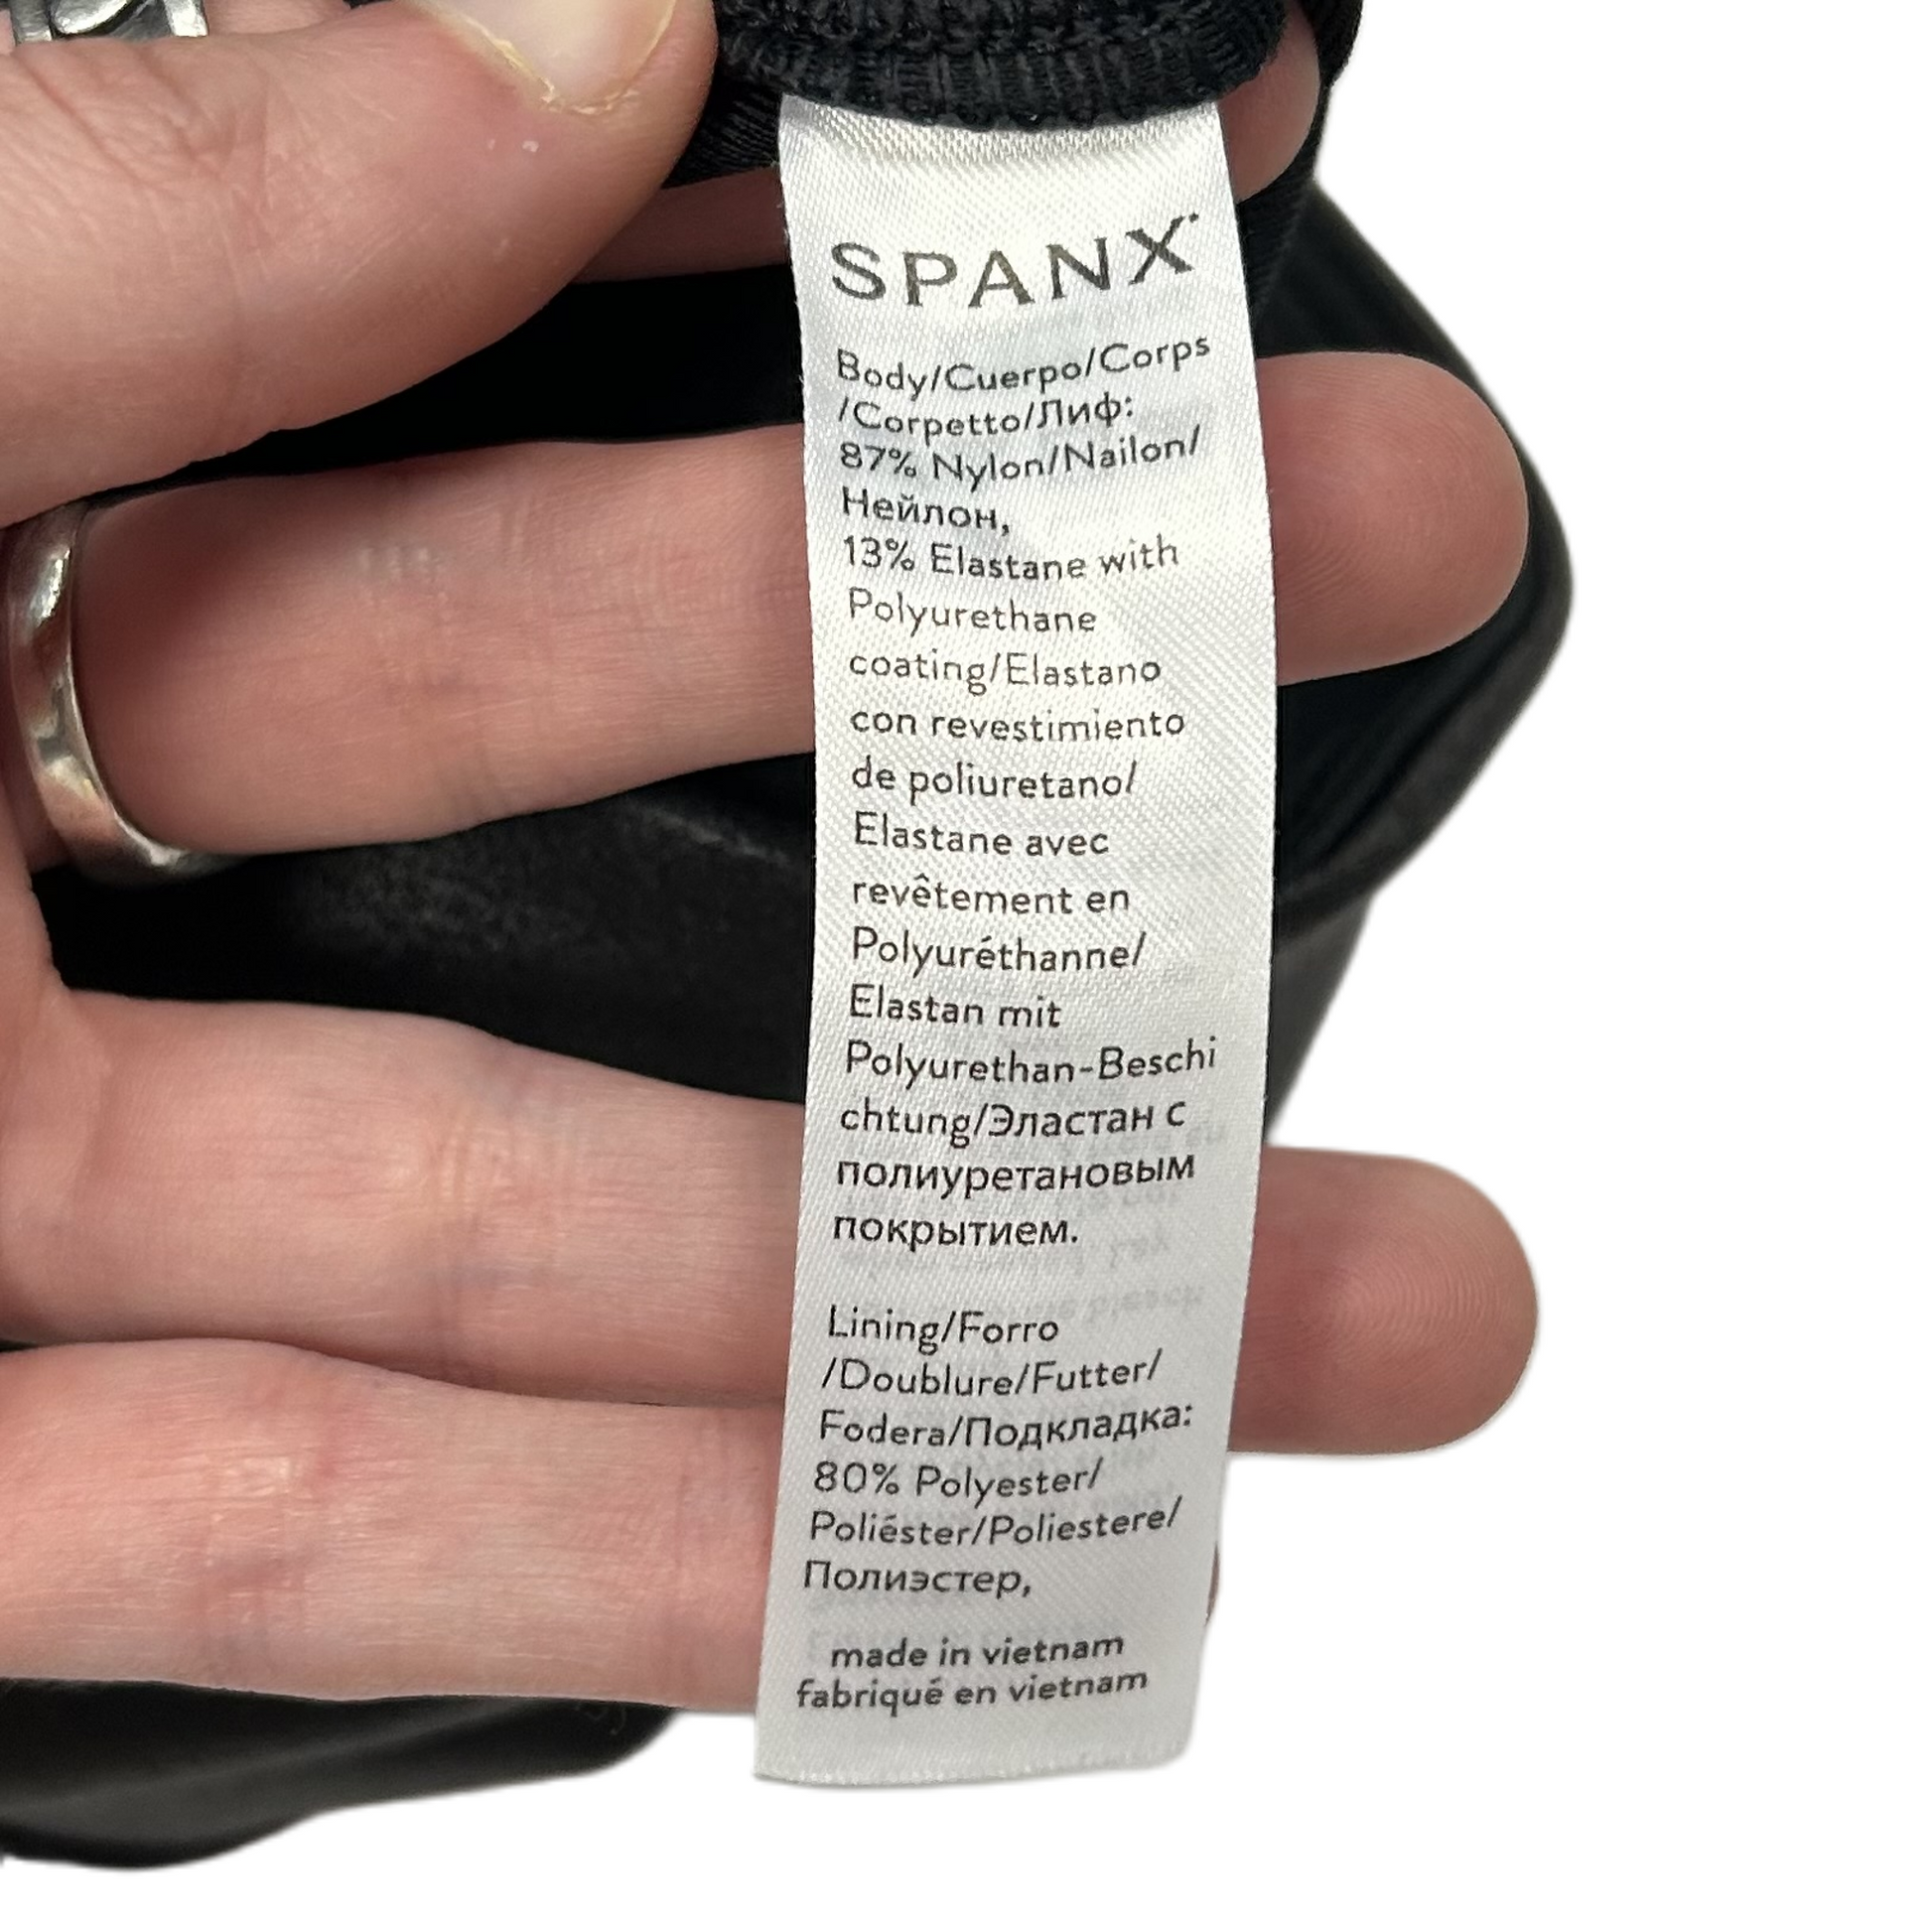 SPANX
Body/Cuerpo/Corps
/Corpetto/Лиф:
87% Nylon/Nailon/
Нейлон,
13% Elastane with
Polyurethane
coating/Elastano
con revestimiento
de poliuretano/
Elastane avec
revêtement en
Polyuréthanne/
Elastan mit
Polyurethan-Beschi
chtung/Эластан с
полиуретановым
покрытием.
Lining/Forro
/Doublure/Futter/
Fodera/Подкладка:
80% Polyester/
Poliéster/Poliestere/
Полиэстер,
made in vietnam
fabriqué en vietnam